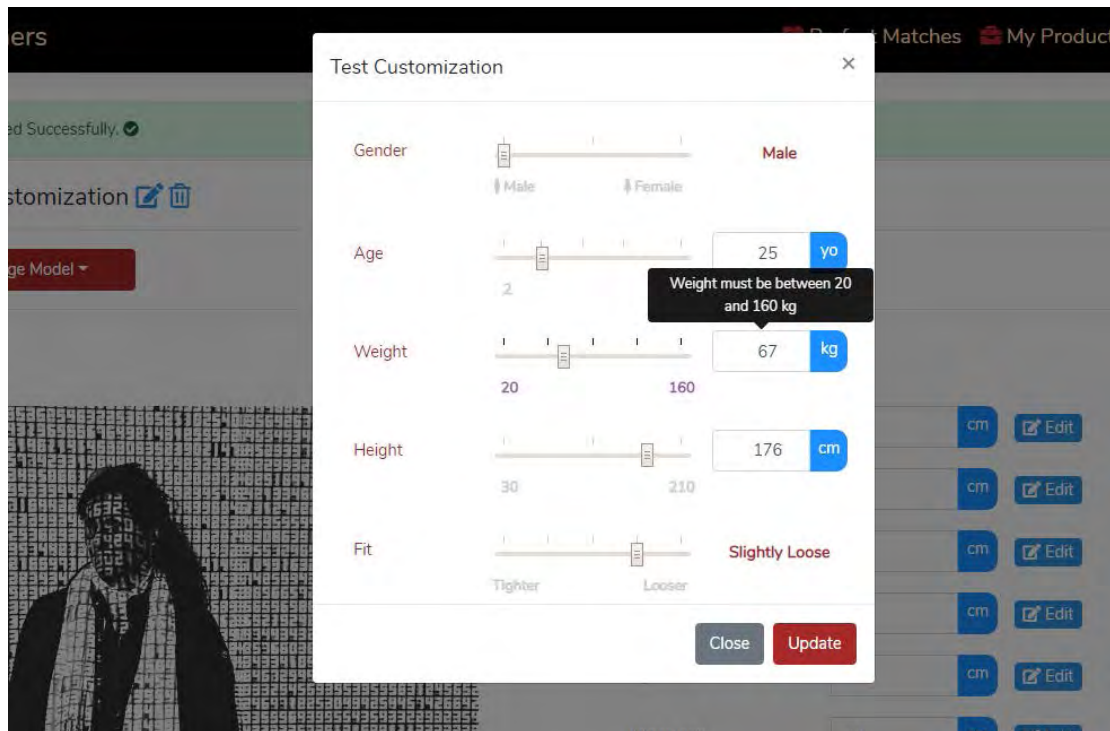 ers
Matches My Product
Test Customization ×
ed Successfully.
Gender Male
Male Female
stomization
Age 25 yo
ge Model
2
Weight must be between 20
and 160 kg
Weight 67 kg
20 160
cm Edit
Height 176 cm
30 210
cm Edit
Fit Slightly Loose
cm Edit
Tighter Looser
cm Edit
Close Update
cm Edit